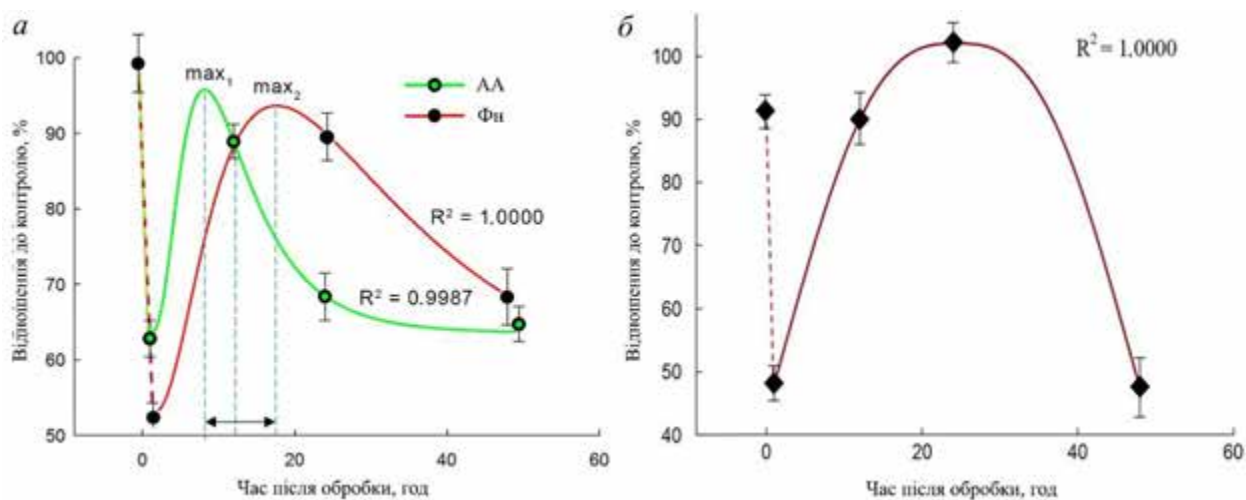 а
Відношення до контролю, %
100
90
80
70
60
50
max1
max2
АА
Фн
R² = 1.0000
R² = 0.9987
0
20
40
60
Час після обробки, год
б
Відношення до контролю, %
100
90
80
70
60
50
40
R² = 1.0000
0
20
40
60
Час після обробки, год